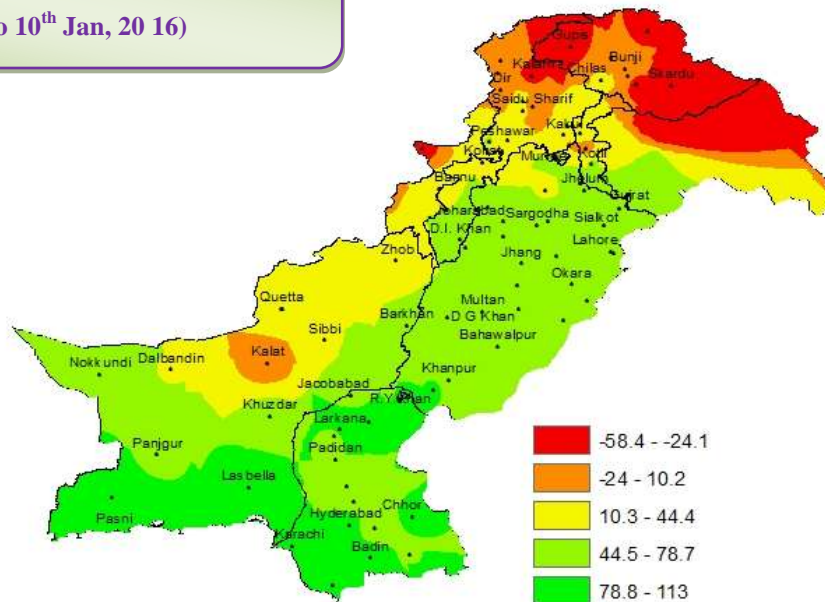 o 10th Jan, 20 16)
Gupis
Bunji
Kalam
Chilas
Skardu
Dir
Saidu Sharif
Kakul
Peshawar
Kohat
Kotli
Bannu
Jhelum
Gujrat
Sargodha
Sialkot
D.I. Khan
Lahore
Zhob
Jhang
Okara
Quetta
Multan
Barkhan
D G Khan
Sibbi
Bahawalpur
Kalat
Nokkundi
Dalbandin
Khanpur
Jacobabad
R.Y Khan
Khuzdar
Larkana
Panjgur
Padidan
Lasbella
Chhor
Hyderabad
Pasni
Karachi
Badin
-58.4 - -24.1
-24 - 10.2
10.3 - 44.4
44.5 - 78.7
78.8 - 113